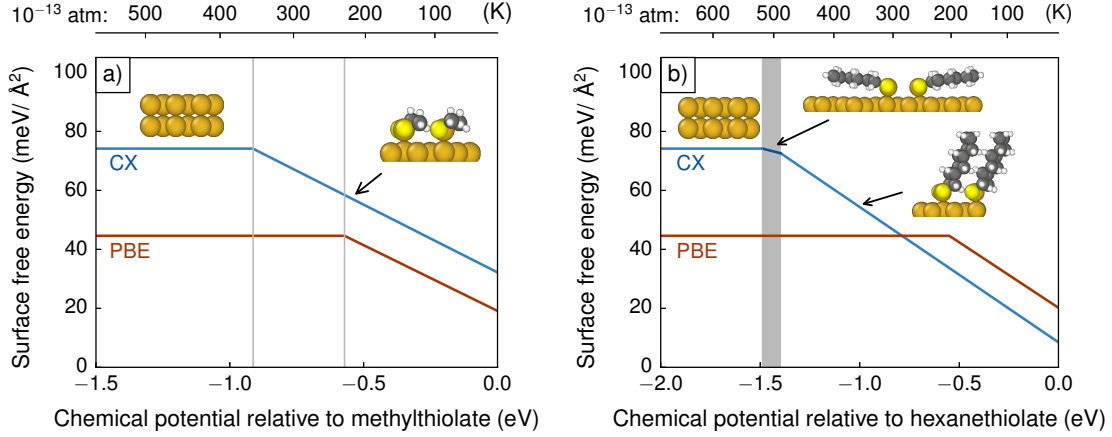 10⁻¹³ atm: 500 400 300 200 100 (K)
a)
Surface free energy (meV/ Å²)
100
80
60
40
20
0
CX
PBE
−1.5 −1.0 −0.5 0.0
Chemical potential relative to methylthiolate (eV)
10⁻¹³ atm: 600 500 400 300 200 100 (K)
b)
Surface free energy (meV/ Å²)
100
80
60
40
20
0
CX
PBE
−2.0 −1.5 −1.0 −0.5 0.0
Chemical potential relative to hexanethiolate (eV)